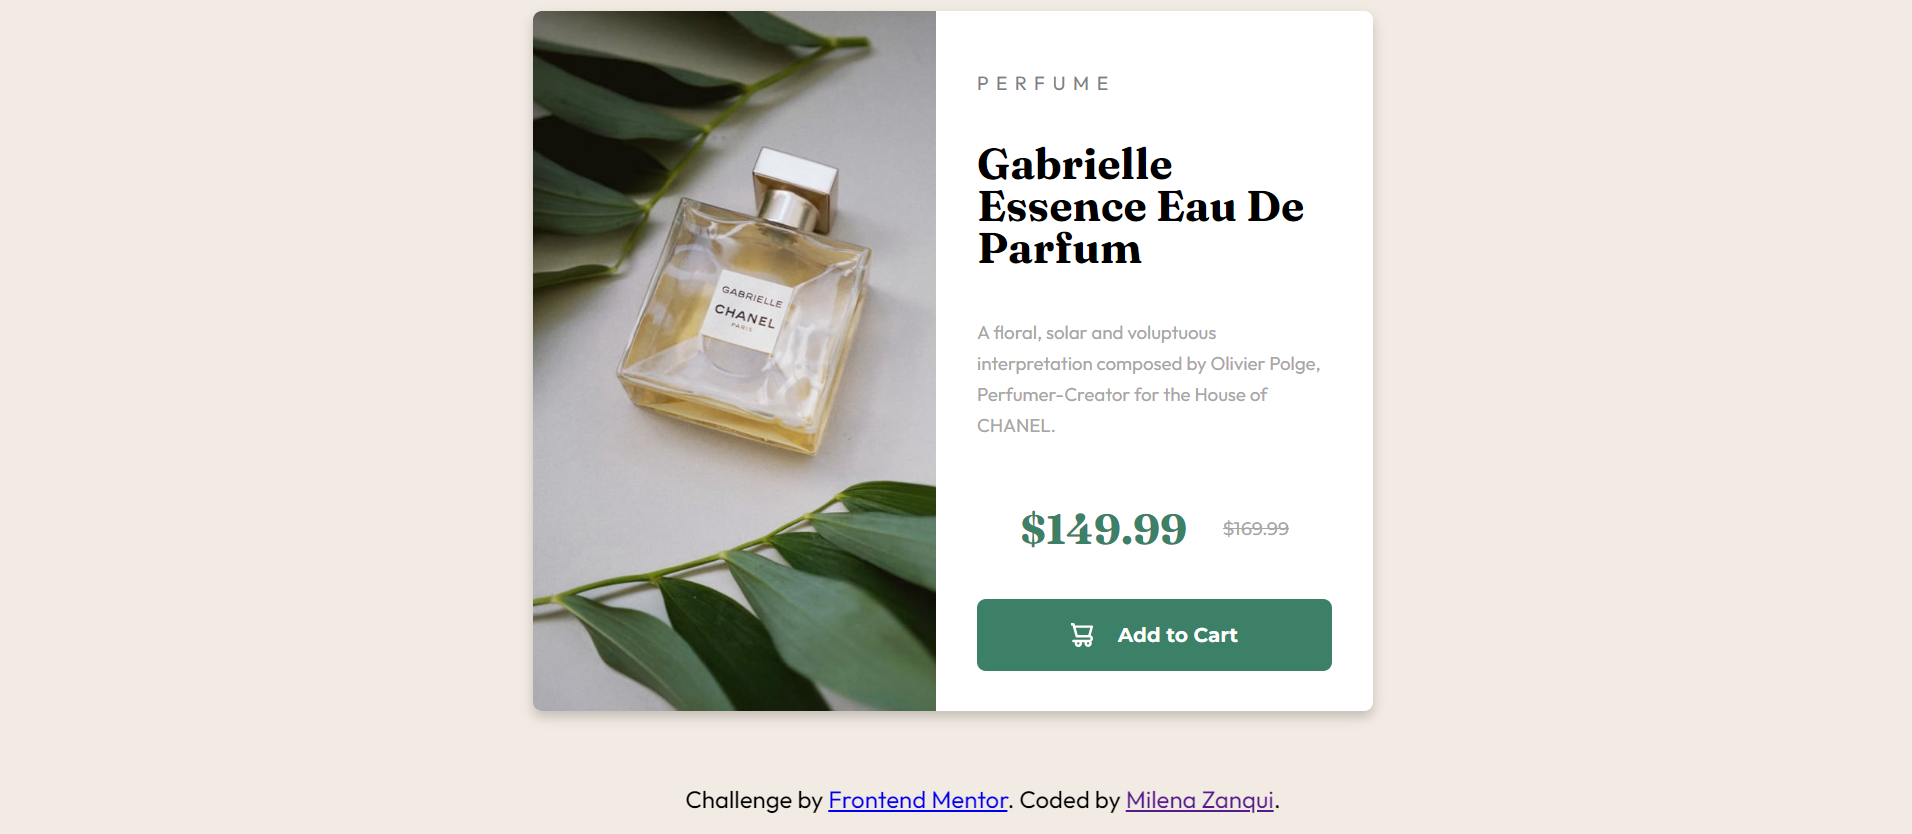 GABRIELLE
CHANEL
PARIS
PERFUME
Gabrielle
Essence Eau De
Parfum
A floral, solar and voluptuous
interpretation composed by Olivier Polge,
Perfumer-Creator for the House of
CHANEL.
$149.99 $169.99
Add to Cart
Challenge by Frontend Mentor. Coded by Milena Zanqui.